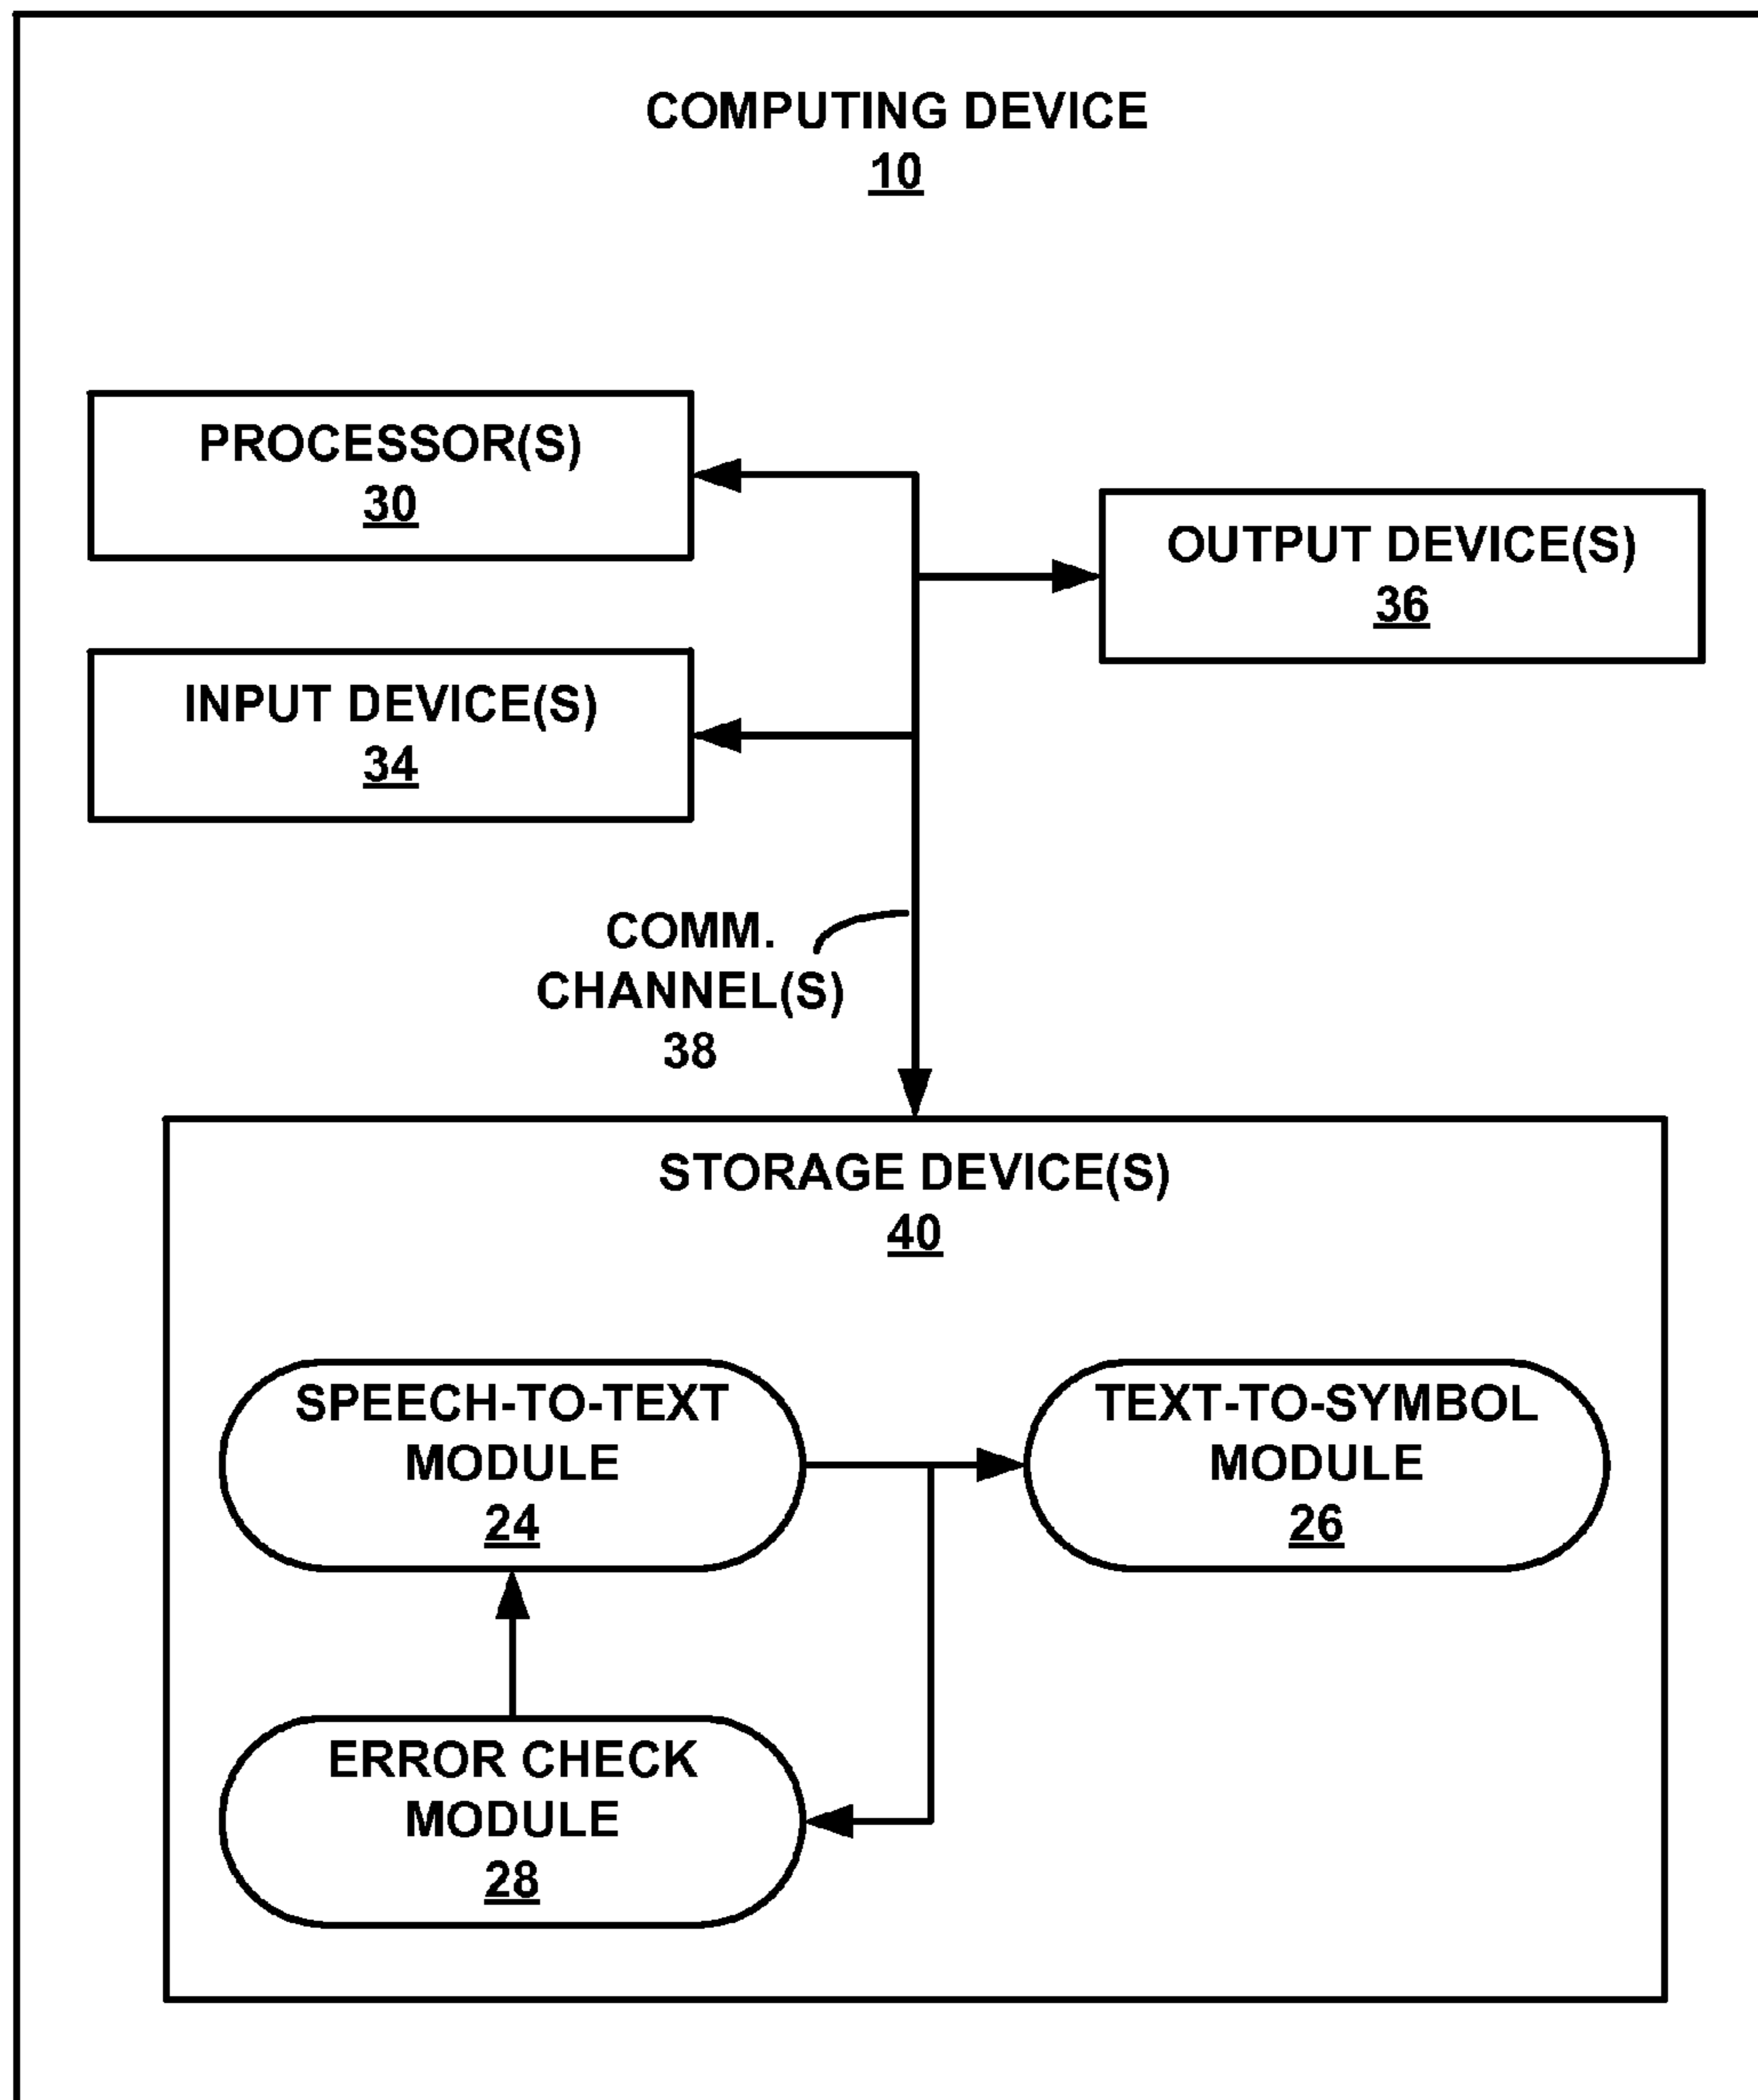 COMPUTING DEVICE
10
PROCESSOR(S)
30
OUTPUT DEVICE(S)
36
INPUT DEVICE(S)
34
COMM.
CHANNEL(S)
38
STORAGE DEVICE(S)
40
SPEECH-TO-TEXT
MODULE
24
TEXT-TO-SYMBOL
MODULE
26
ERROR CHECK
MODULE
28